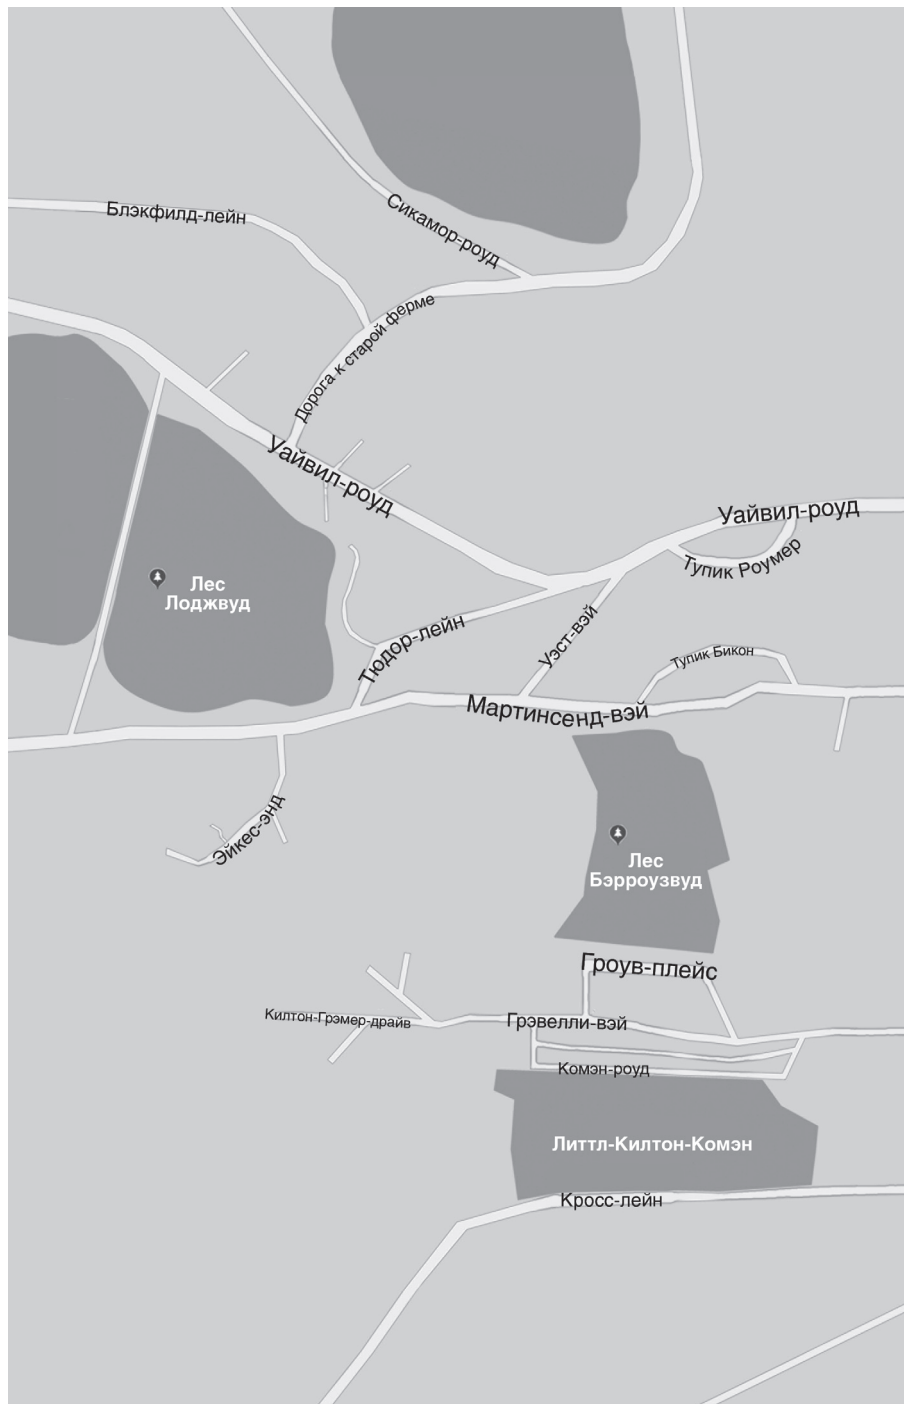 Сикамор-роуд
Блэкфилд-лейн
Дорога к старой ферме
Уайвил-роуд
Уайвил-роуд
Тупик Роумер
Лес
Лоджвуд
Тюдор-лейн
Уэст-вэй
Тупик Бикон
Мартинсенд-вэй
Эйкес-энд
Лес
Бэрроузвуд
Гроув-плейс
Килтон-Грэмер-драйв
Грэвелли-вэй
Комэн-роуд
Литтл-Килтон-Комэн
Кросс-лейн